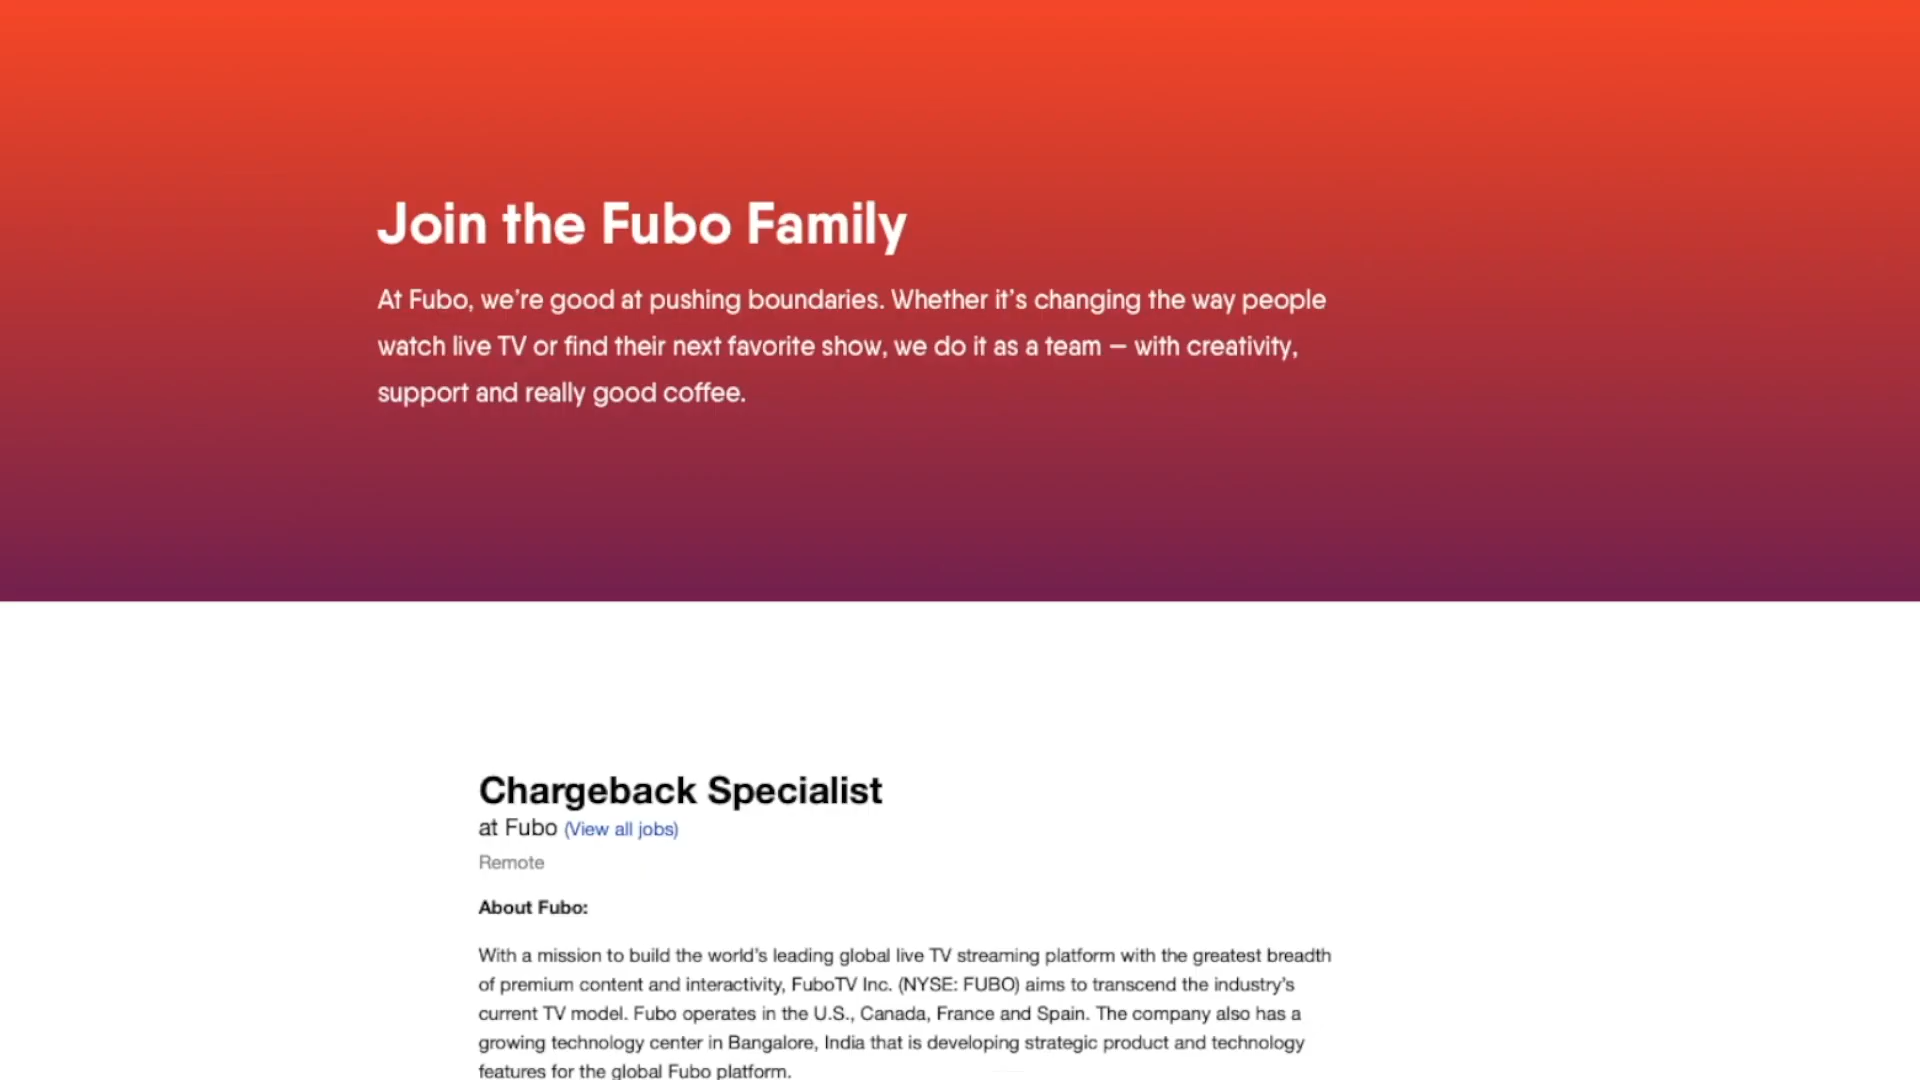 Join the Fubo Family
At Fubo, we’re good at pushing boundaries. Whether it’s changing the way people
watch live TV or find their next favorite show, we do it as a team – with creativity,
support and really good coffee.
Chargeback Specialist
at Fubo (View all jobs)
Remote
About Fubo:
With a mission to build the world’s leading global live TV streaming platform with the greatest breadth
of premium content and interactivity, FuboTV Inc. (NYSE: FUBO) aims to transcend the industry’s
current TV model. Fubo operates in the U.S., Canada, France and Spain. The company also has a
growing technology center in Bangalore, India that is developing strategic product and technology
features for the global Fubo platform.